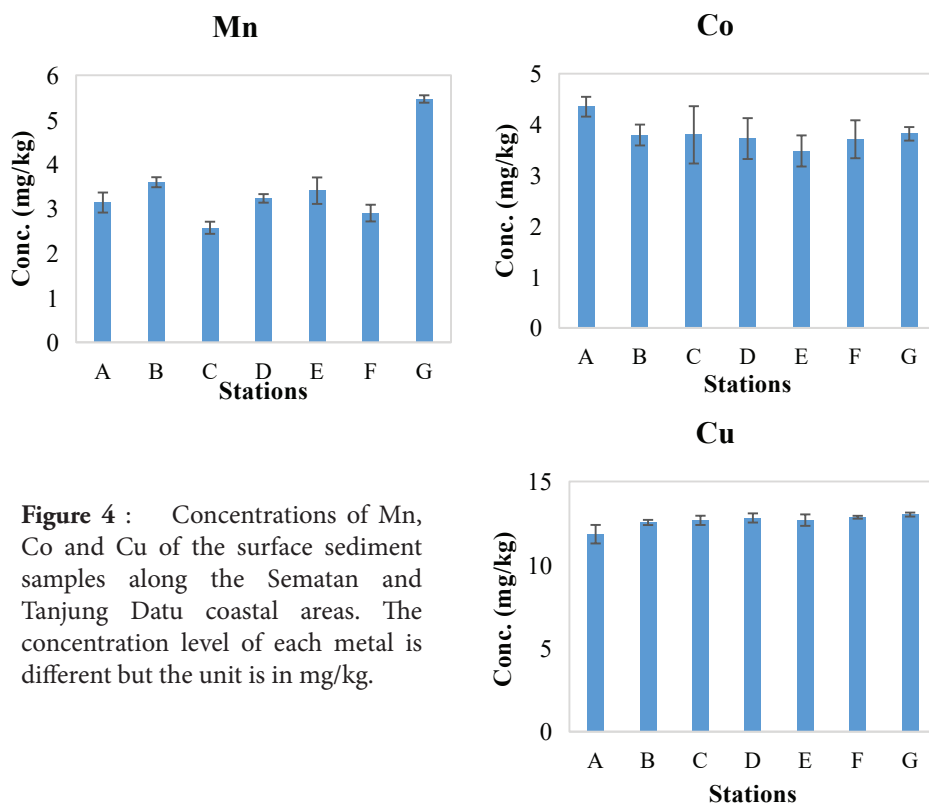 Mn
Conc. (mg/kg)
6
5
4
3
2
1
0
A B C D E F G
Stations
Co
Conc. (mg/kg)
5
4
3
2
1
0
A B C D E F G
Stations
Figure 4 : Concentrations of Mn,
Co and Cu of the surface sediment
samples along the Sematan and
Tanjung Datu coastal areas. The
concentration level of each metal is
different but the unit is in mg/kg.
Cu
Conc. (mg/kg)
15
10
5
0
A B C D E F G
Stations